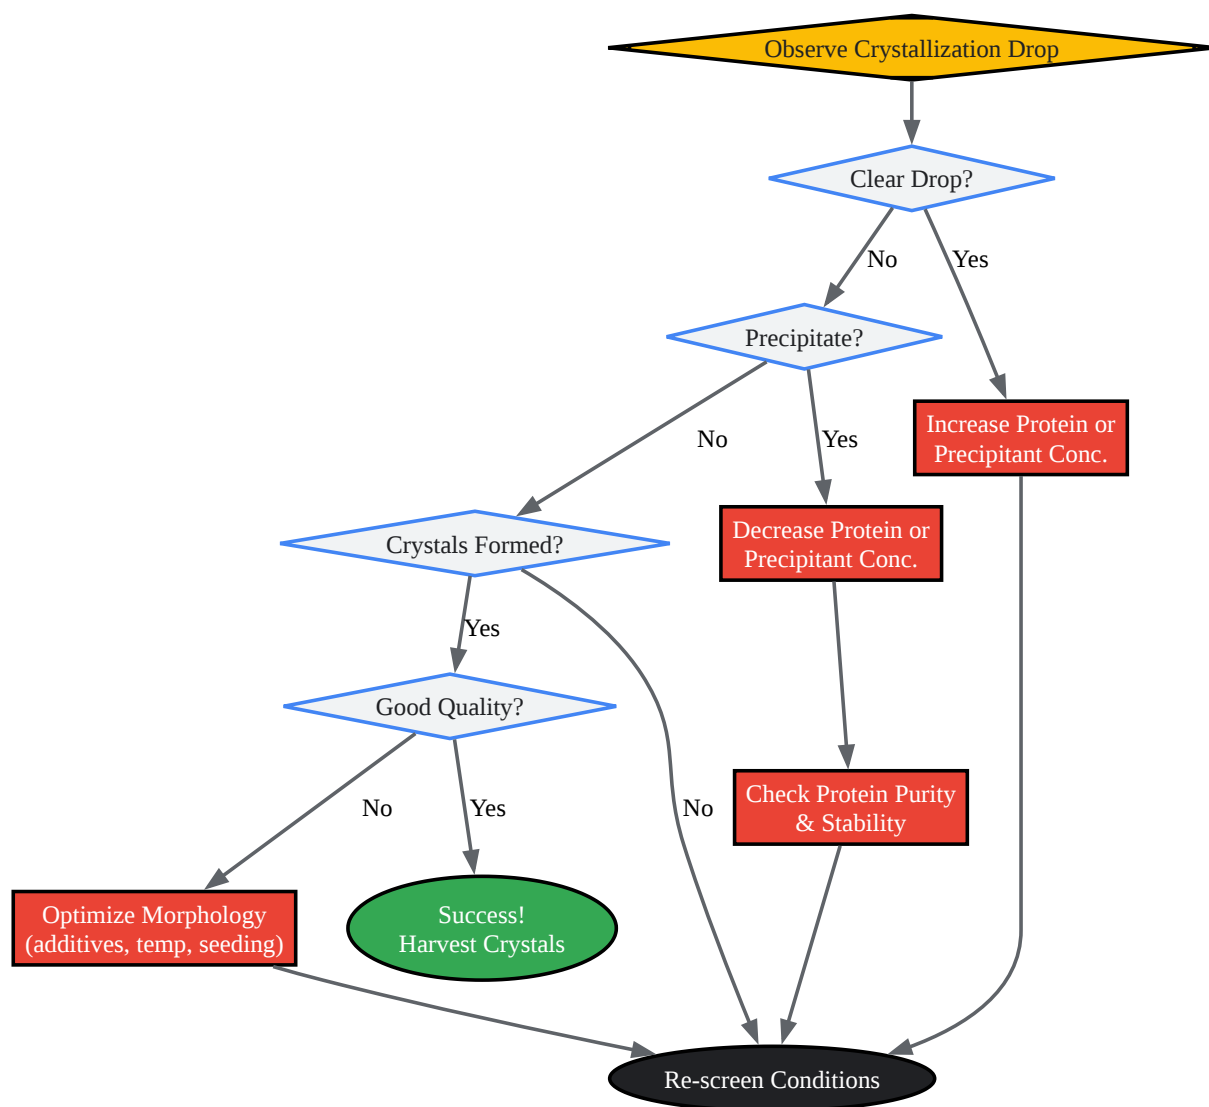 Observe Crystallization Drop
Clear Drop?
No
Yes
Precipitate?
No
Yes
Increase Protein or
Precipitant Conc.
Decrease Protein or
Precipitant Conc.
Crystals Formed?
Yes
No
Good Quality?
No
Yes
Check Protein Purity
& Stability
Optimize Morphology
(additives, temp, seeding)
Success!
Harvest Crystals
Re-screen Conditions